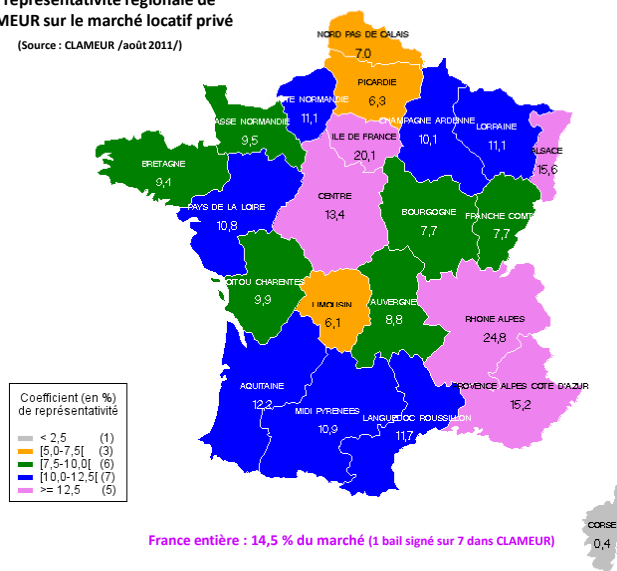 représentativité régionale de
MEUR sur le marché locatif privé
(Source : CLAMEUR /août 2011/)
NORD PAS DE CALAIS
7,0
PICARDIE
6,3
TE NORMANDIE
11,1
ASSE NORMANDIE
9,5
ILE DE FRANCE
20,1
CHAMPAGNE ARDENNE
10,1
LORRAINE
11,1
ALSACE
15,6
BRETAGNE
9,4
PAYS DE LA LOIRE
10,8
CENTRE
13,4
BOURGOGNE
7,7
FRANCHE COMT
7,7
OITOU CHARENTES
9,9
LIMOUSIN
6,1
AUVERGNE
8,8
RHONE ALPES
24,8
AQUITAINE
12,2
MIDI PYRENEES
10,9
LANGUEDOC ROUSSILLON
11,7
PROVENCE ALPES COTE D'AZUR
15,2
CORSE
0,4
Coefficient (en %)
de représentativité
< 2,5 (1)
[5,0-7,5[ (3)
[7,5-10,0[ (6)
[10,0-12,5[ (7)
>= 12,5 (5)
France entière : 14,5 % du marché (1 bail signé sur 7 dans CLAMEUR)